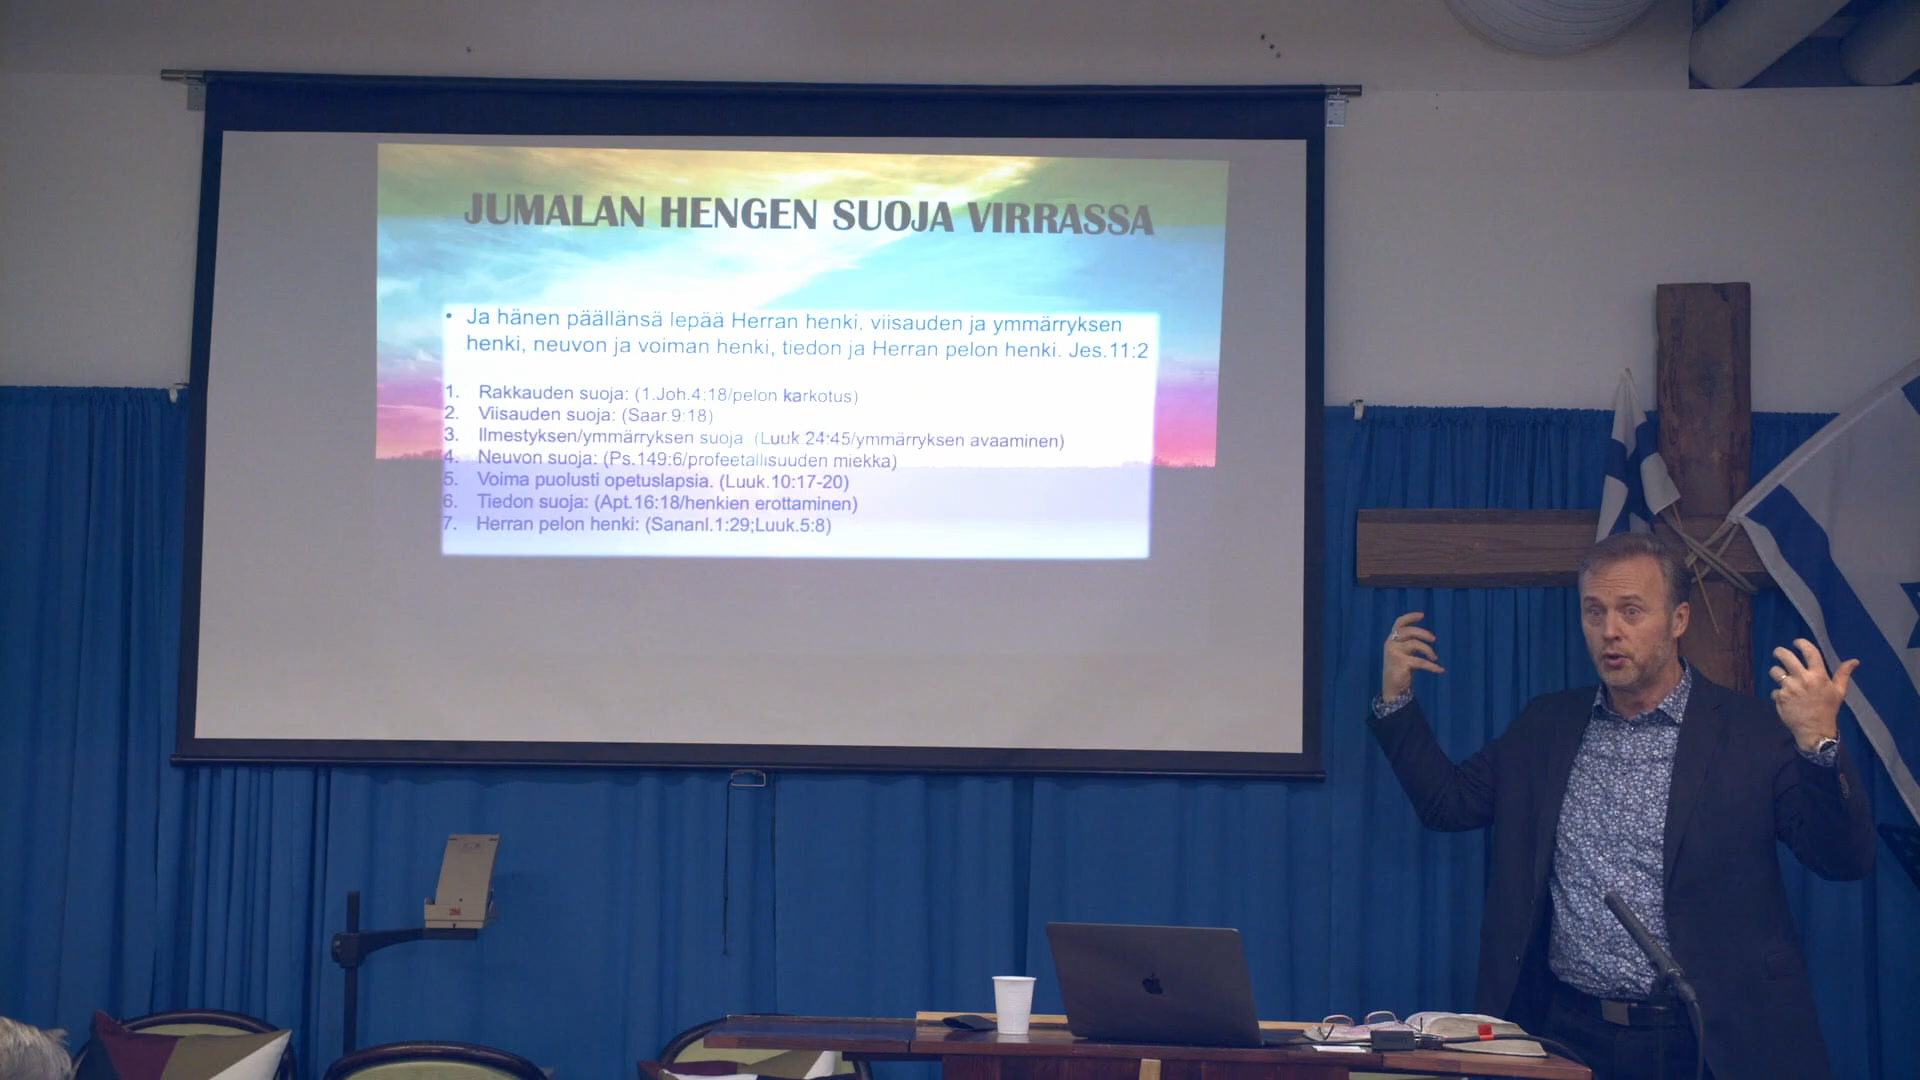 JUMALAN HENGEN SUOJA VIRRASSA
• Ja hänen päällänsä lepää Herran henki, viisauden ja ymmärryksen
henki, neuvon ja voiman henki, tiedon ja Herran pelon henki. Jes.11:2
1. Rakkauden suoja: (1.Joh.4:18/pelon karkotus)
2. Viisauden suoja: (Saar.9:18)
3. Ilmestyksen/ymmärryksen suoja: (Luuk.24:45/ymmärryksen avaaminen)
4. Neuvon suoja: (Ps.149:6/profeetallisuuden miekka)
5. Voima puolusti opetuslapsia. (Luuk.10:17-20)
6. Tiedon suoja: (Apt.16:18/henkien erottaminen)
7. Herran pelon henki: (Sananl.1:29;Luuk.5:8)
3M